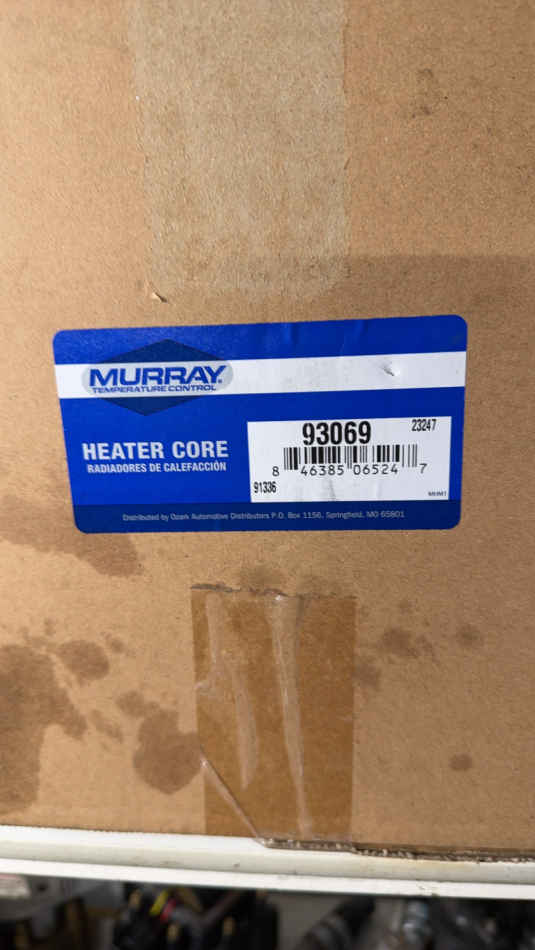 MURRAY.
TEMPERATURE CONTROL
HEATER CORE
RADIADORES DE CALEFACCIÓN
93069
23247
8 46385 06524 7
91336
MHMT
Distributed by Ozark Automotive Distributors P.O. Box 1156, Springfield, MO 65801